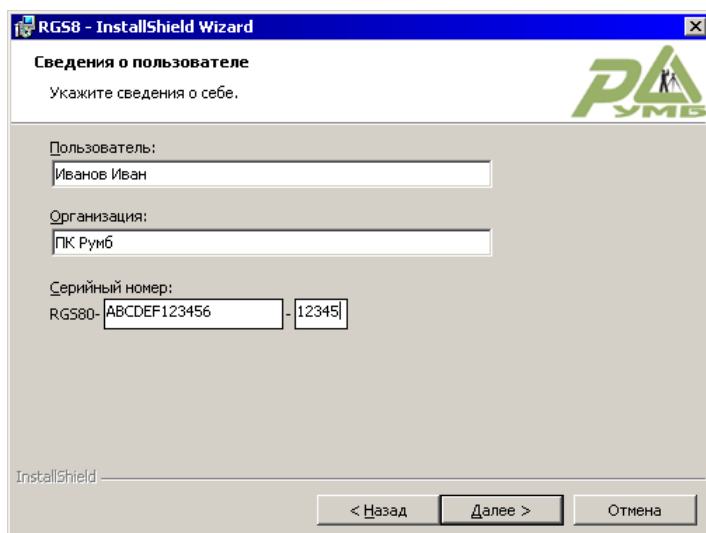 RGS8 - InstallShield Wizard
Сведения о пользователе
Укажите сведения о себе.
РУМБ
Пользователь:
Иванов Иван
Организация:
ПК Румб
Серийный номер:
RGS80- ABCDEF123456 - 12345
InstallShield
< Назад Далее > Отмена